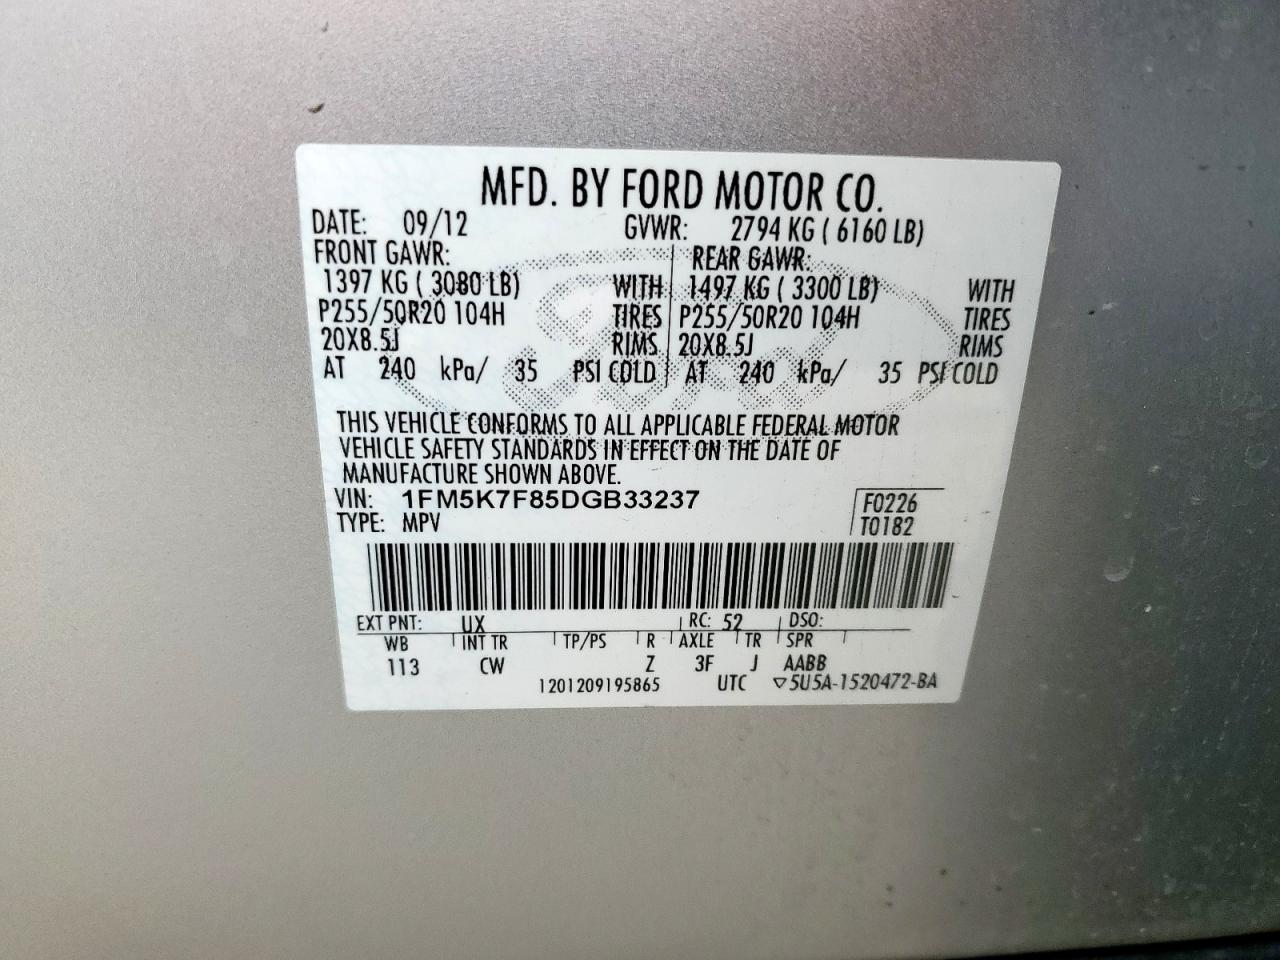 MFD. BY FORD MOTOR CO.
DATE: 09/12 GVWR: 2794 KG ( 6160 LB)
FRONT GAWR: REAR GAWR:
1397 KG ( 3080 LB) WITH 1497 KG ( 3300 LB) WITH
P255/50R20 104H TIRES P255/50R20 104H TIRES
20X8.5J RIMS 20X8.5J RIMS
AT 240 kPa/ 35 PSI COLD AT 240 kPa/ 35 PSI COLD
THIS VEHICLE CONFORMS TO ALL APPLICABLE FEDERAL MOTOR
VEHICLE SAFETY STANDARDS IN EFFECT ON THE DATE OF
MANUFACTURE SHOWN ABOVE.
VIN: 1FM5K7F85DGB33237 F0226
TYPE: MPV T0182
EXT PNT: UX RC: 52 DSO:
WB INT TR TP/PS R AXLE TR SPR
113 CW Z 3F J AABB
1201209195865 UTC ▽5U5A-1520472-BA